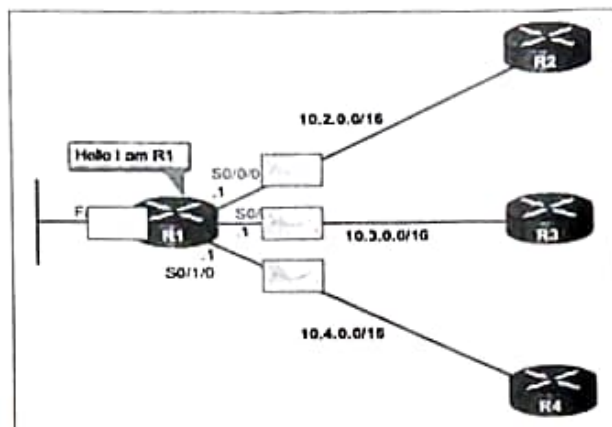 R2
10.2.0.0/16
Hello I am R1
S0/0/0
.1
R1
.1
10.3.0.0/16
R3
.1
S0/1/0
10.4.0.0/16
R4